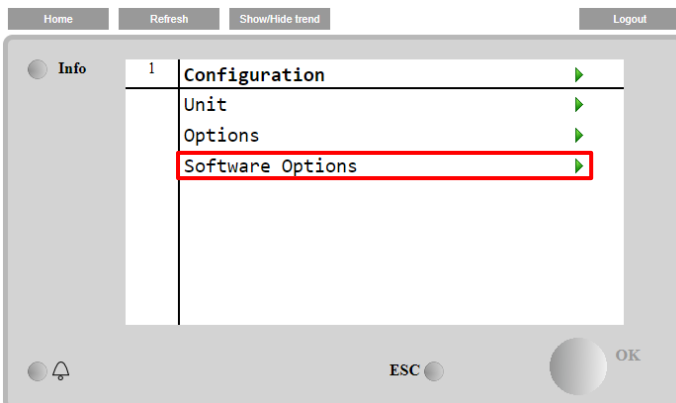 Home Refresh Show/Hide trend Logout
Info
1 Configuration
Unit
Options
Software Options
ESC
OK